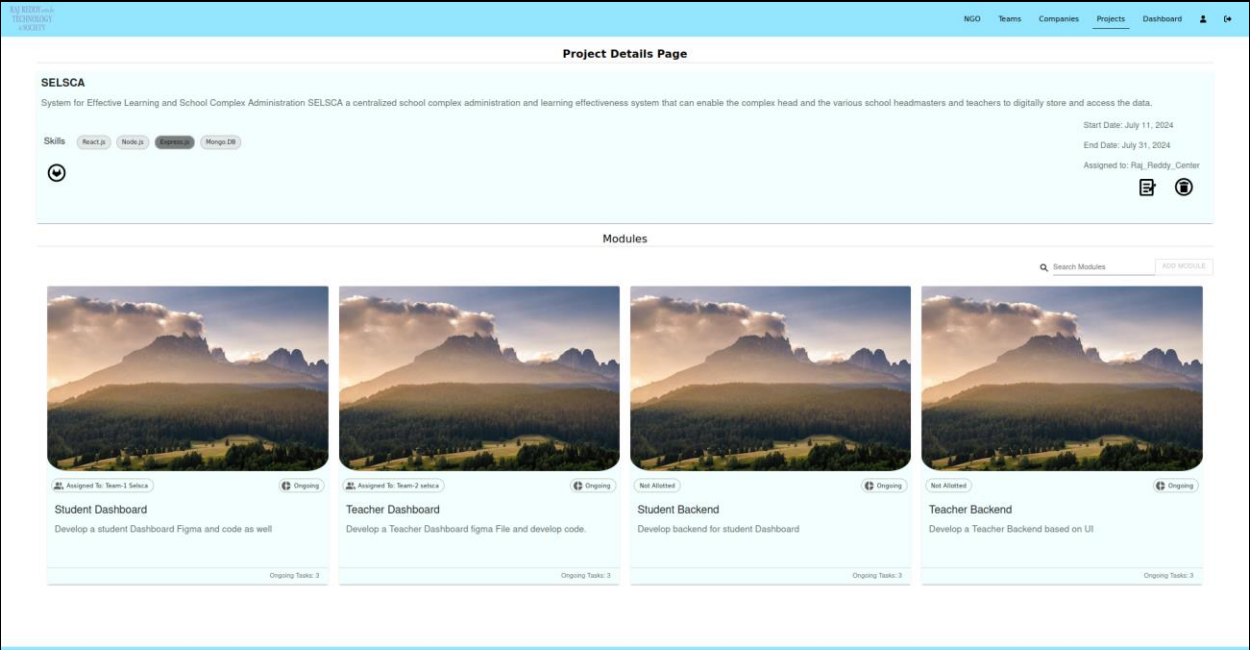 RAJ REDDY center
TECHNOLOGY
& SOCIETY
NGO Teams Companies Projects Dashboard
Project Details Page
SELSCA
System for Effective Learning and School Complex Administration SELSCA a centralized school complex administration and learning effectiveness system that can enable the complex head and the various school headmasters and teachers to digitally store and access the data.
Start Date: July 11, 2024
Skills React.js Node.js Express.js Mongo.DB
End Date: July 31, 2024
Assigned to: Raj_Reddy_Center
Modules
Search Modules ADD MODULE
Assigned To: Team-1 Selsca Ongoing
Student Dashboard
Develop a student Dashboard Figma and code as well
Ongoing Tasks: 3
Assigned To: Team-2 selsca Ongoing
Teacher Dashboard
Develop a Teacher Dashboard figma File and develop code.
Ongoing Tasks: 3
Not Allotted Ongoing
Student Backend
Develop backend for student Dashboard
Ongoing Tasks: 3
Not Allotted Ongoing
Teacher Backend
Develop a Teacher Backend based on UI
Ongoing Tasks: 3